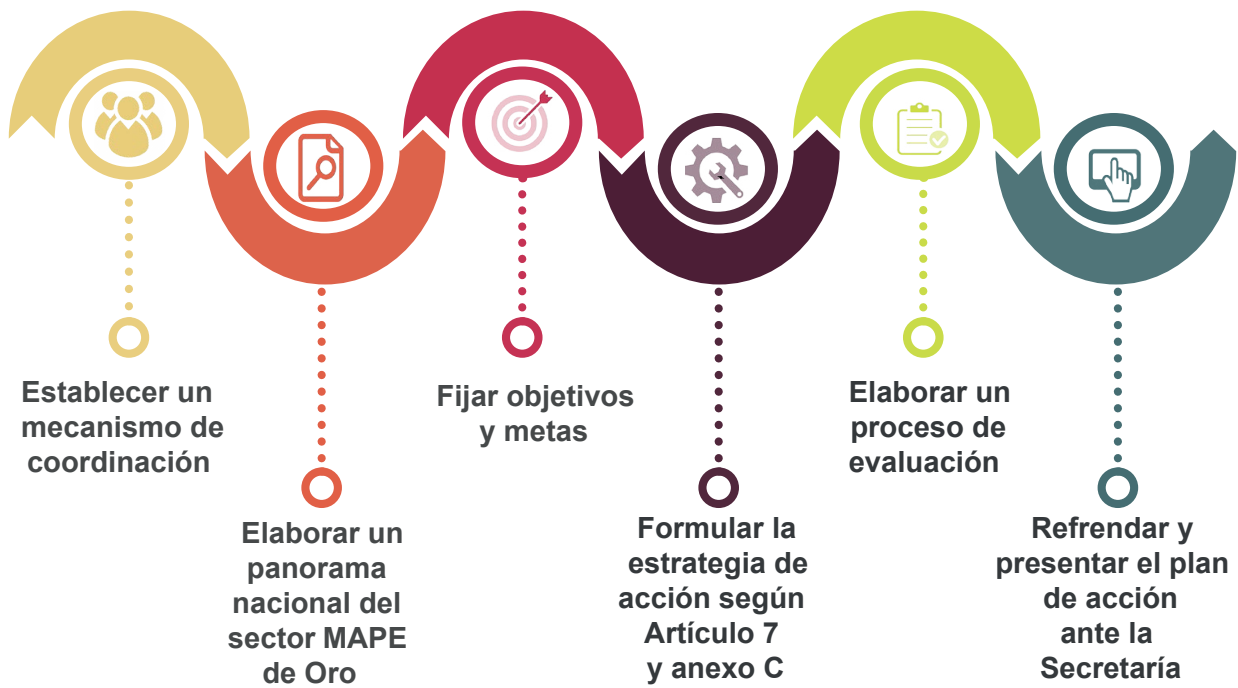 Establecer un
mecanismo de
coordinación
Elaborar un
panorama
nacional del
sector MAPE
de Oro
Fijar objetivos
y metas
Formular la
estrategia de
acción según
Artículo 7
y anexo C
Elaborar un
proceso de
evaluación
Refrendar y
presentar el plan
de acción
ante la
Secretaría